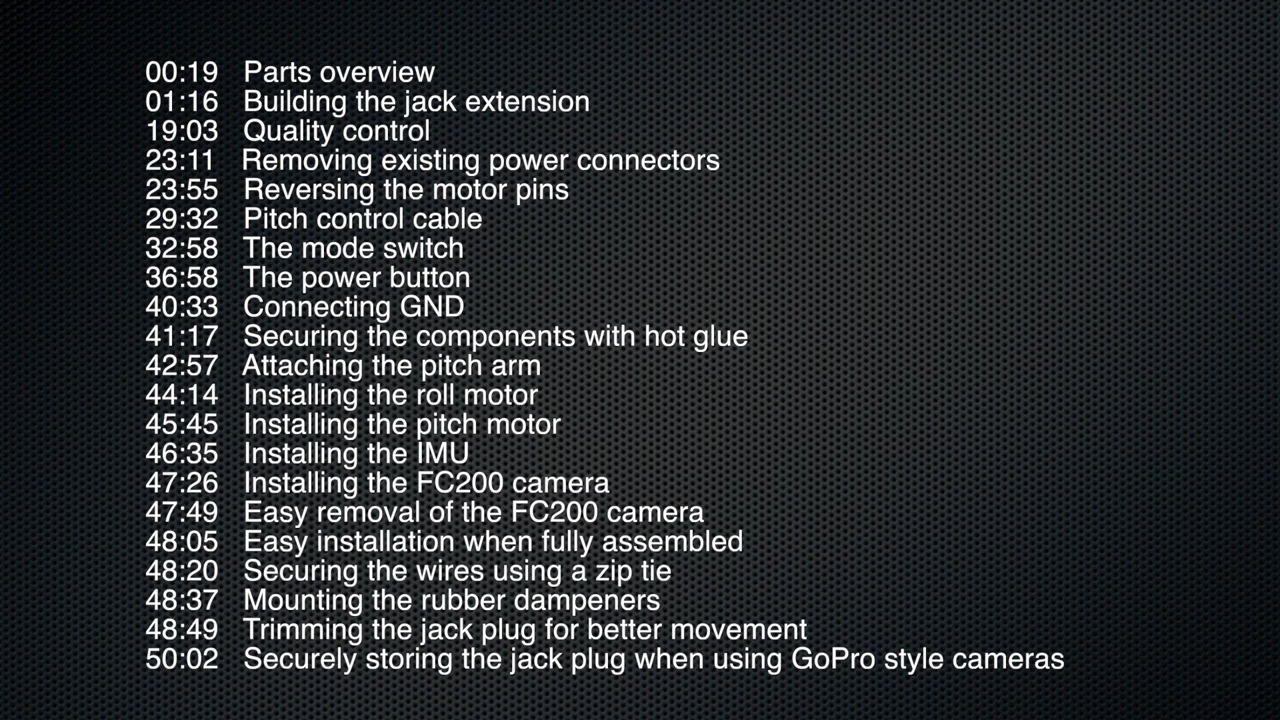 00:19 Parts overview
01:16 Building the jack extension
19:03 Quality control
23:11 Removing existing power connectors
23:55 Reversing the motor pins
29:32 Pitch control cable
32:58 The mode switch
36:58 The power button
40:33 Connecting GND
41:17 Securing the components with hot glue
42:57 Attaching the pitch arm
44:14 Installing the roll motor
45:45 Installing the pitch motor
46:35 Installing the IMU
47:26 Installing the FC200 camera
47:49 Easy removal of the FC200 camera
48:05 Easy installation when fully assembled
48:20 Securing the wires using a zip tie
48:37 Mounting the rubber dampeners
48:49 Trimming the jack plug for better movement
50:02 Securely storing the jack plug when using GoPro style cameras